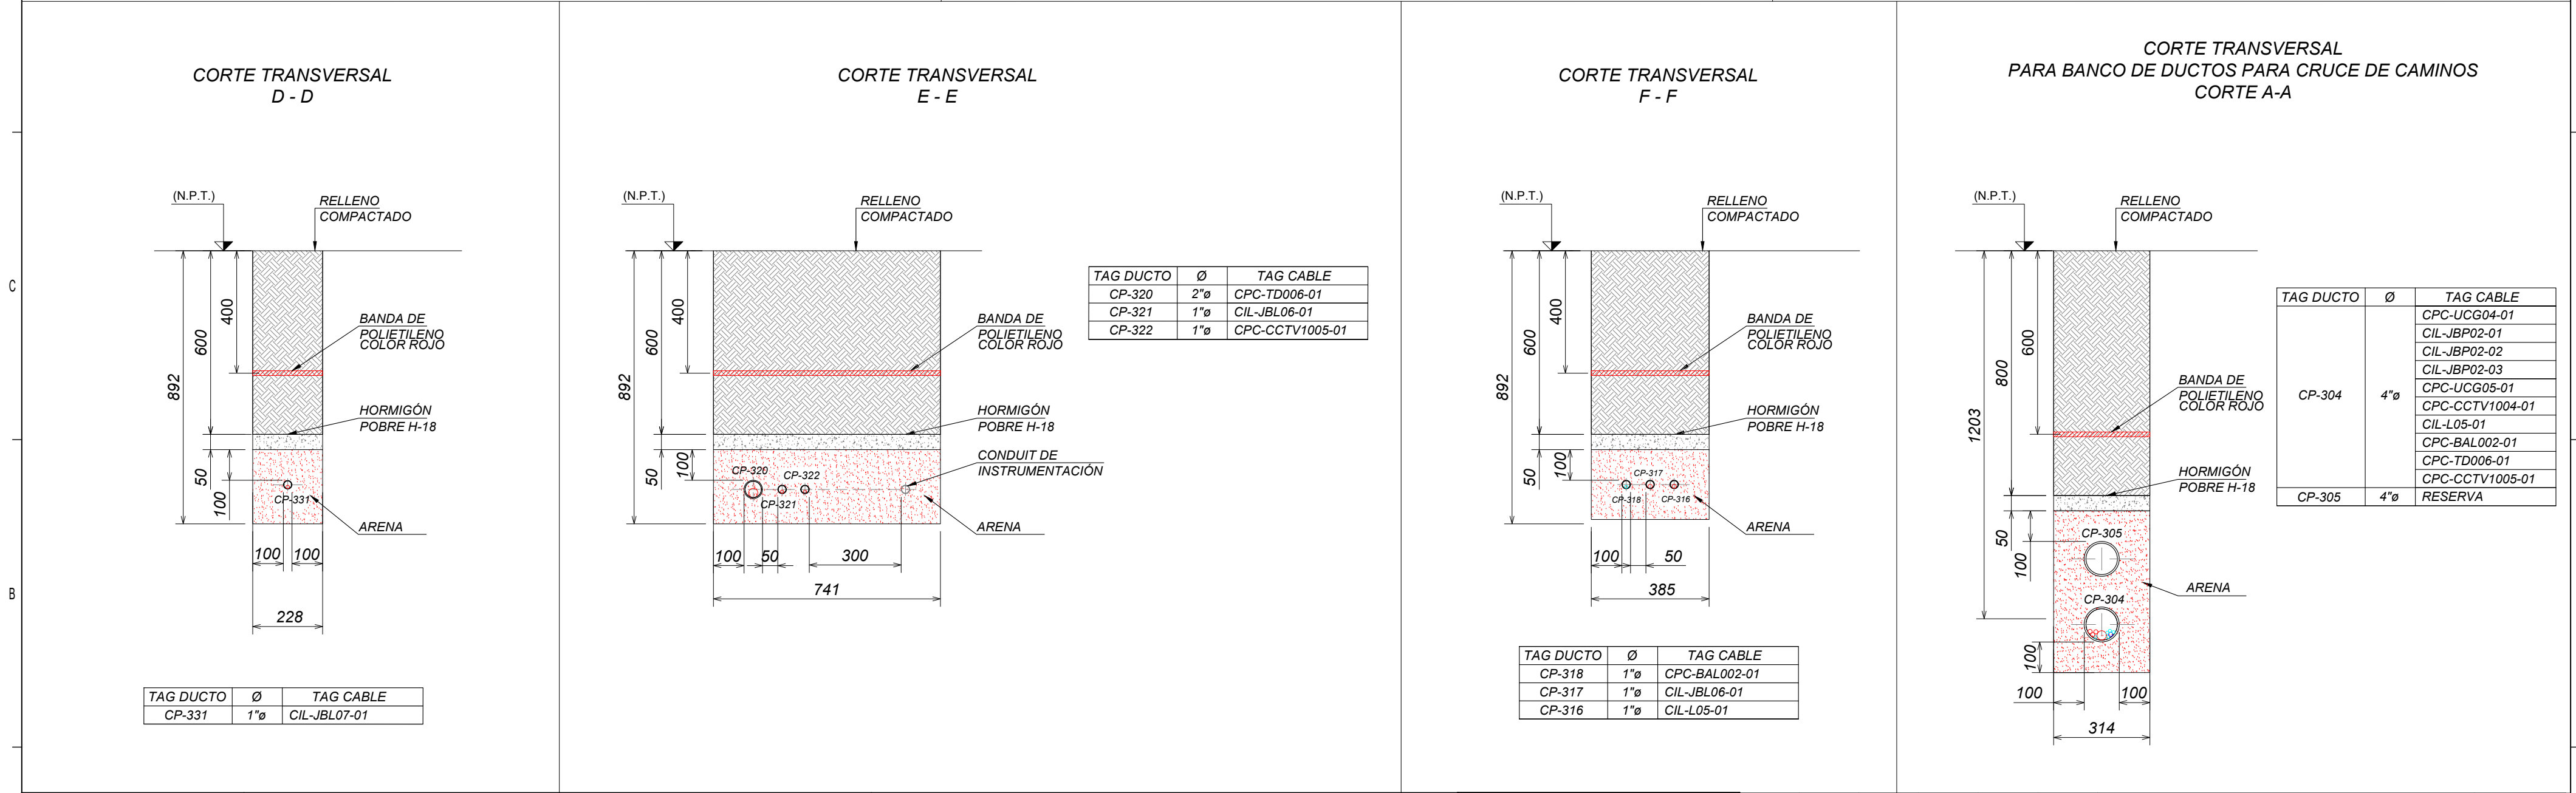 CORTE TRANSVERSAL
D - D
(N.P.T.)
RELLENO
COMPACTADO
892
600
400
BANDA DE
POLIETILENO
COLOR ROJO
HORMIGÓN
POBRE H-18
50
100
CP-331
ARENA
100
100
228
TAG DUCTO Ø TAG CABLE
CP-331 1"ø CIL-JBL07-01
CORTE TRANSVERSAL
E - E
(N.P.T.)
RELLENO
COMPACTADO
892
600
400
BANDA DE
POLIETILENO
COLOR ROJO
HORMIGÓN
POBRE H-18
CONDUIT DE
INSTRUMENTACIÓN
50
100
CP-320
CP-322
CP-321
ARENA
100
50
300
741
TAG DUCTO Ø TAG CABLE
CP-320 2"ø CPC-TD006-01
CP-321 1"ø CIL-JBL06-01
CP-322 1"ø CPC-CCTV1005-01
CORTE TRANSVERSAL
F - F
(N.P.T.)
RELLENO
COMPACTADO
892
600
400
BANDA DE
POLIETILENO
COLOR ROJO
HORMIGÓN
POBRE H-18
50
100
CP-317
CP-318
CP-316
ARENA
100
50
385
TAG DUCTO Ø TAG CABLE
CP-318 1"ø CPC-BAL002-01
CP-317 1"ø CIL-JBL06-01
CP-316 1"ø CIL-L05-01
CORTE TRANSVERSAL
PARA BANCO DE DUCTOS PARA CRUCE DE CAMINOS
CORTE A-A
(N.P.T.)
RELLENO
COMPACTADO
1203
800
600
BANDA DE
POLIETILENO
COLOR ROJO
HORMIGÓN
POBRE H-18
50
100
CP-305
ARENA
CP-304
100
100
100
314
TAG DUCTO Ø TAG CABLE
CP-304 4"ø CPC-UCG04-01
CIL-JBP02-01
CIL-JBP02-02
CIL-JBP02-03
CPC-UCG05-01
CPC-CCTV1004-01
CIL-L05-01
CPC-BAL002-01
CPC-TD006-01
CPC-CCTV1005-01
CP-305 4"ø RESERVA
C
B